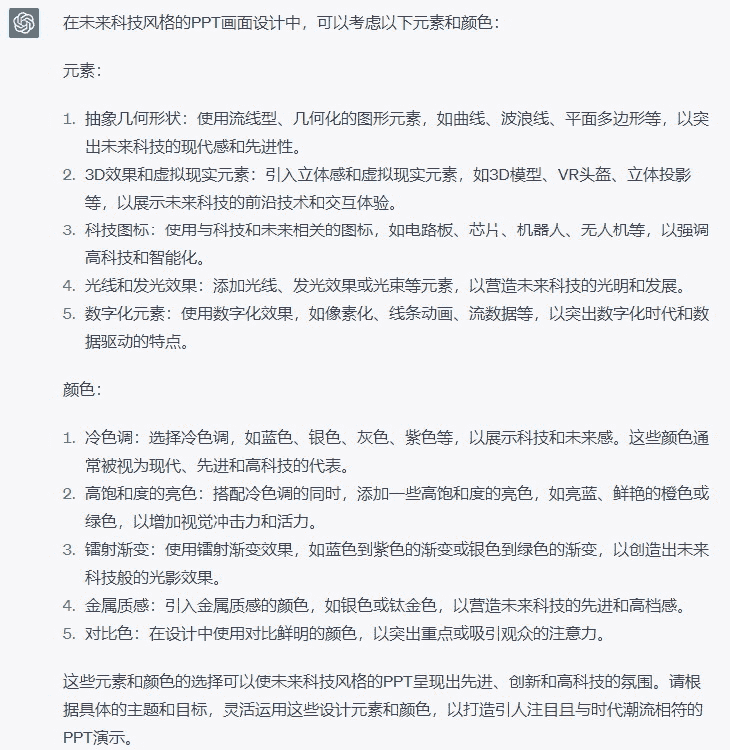 在未来科技风格的PPT画面设计中，可以考虑以下元素和颜色：
元素：
1. 抽象几何形状：使用流线型、几何化的图形元素，如曲线、波浪线、平面多边形等，以突
出未来科技的现代感和先进性。
2. 3D效果和虚拟现实元素：引入立体感和虚拟现实元素，如3D模型、VR头盔、立体投影
等，以展示未来科技的前沿技术和交互体验。
3. 科技图标：使用与科技和未来相关的图标，如电路板、芯片、机器人、无人机等，以强调
高科技和智能化。
4. 光线和发光效果：添加光线、发光效果或光束等元素，以营造未来科技的光明和发展。
5. 数字化元素：使用数字化效果，如像素化、线条动画、流数据等，以突出数字化时代和数
据驱动的特点。
颜色：
1. 冷色调：选择冷色调，如蓝色、银色、灰色、紫色等，以展示科技和未来感。这些颜色通
常被视为现代、先进和高科技的代表。
2. 高饱和度的亮色：搭配冷色调的同时，添加一些高饱和度的亮色，如亮蓝、鲜艳的橙色或
绿色，以增加视觉冲击力和活力。
3. 镭射渐变：使用镭射渐变效果，如蓝色到紫色的渐变或银色到绿色的渐变，以创造出未来
科技般的光影效果。
4. 金属质感：引入金属质感的颜色，如银色或钛金色，以营造未来科技的先进和高档感。
5. 对比色：在设计中使用对比鲜明的颜色，以突出重点或吸引观众的注意力。
这些元素和颜色的选择可以使未来科技风格的PPT呈现出先进、创新和高科技的氛围。请根
据具体的主题和目标，灵活运用这些设计元素和颜色，以打造引人注目且与时代潮流相符的
PPT演示。